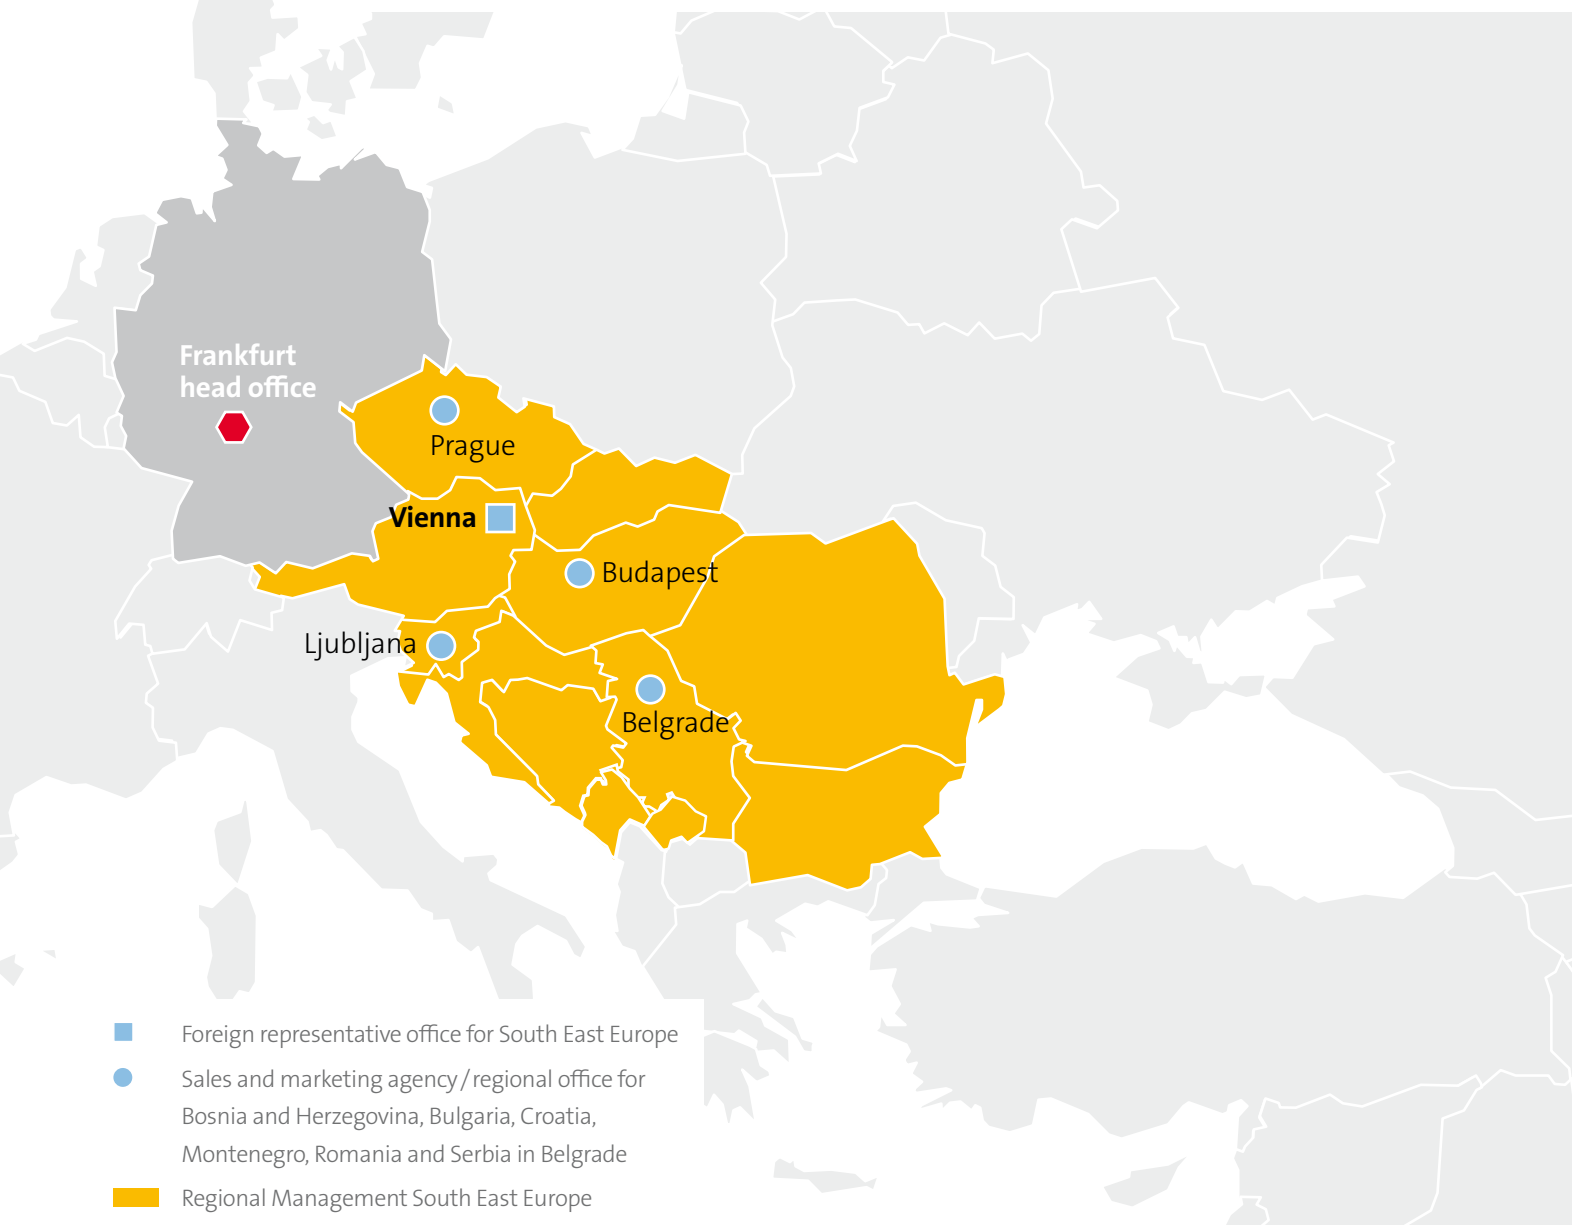 Frankfurt
head office
Prague
Vienna
Budapest
Ljubljana
Belgrade
Foreign representative office for South East Europe
Sales and marketing agency / regional office for
Bosnia and Herzegovina, Bulgaria, Croatia,
Montenegro, Romania and Serbia in Belgrade
Regional Management South East Europe